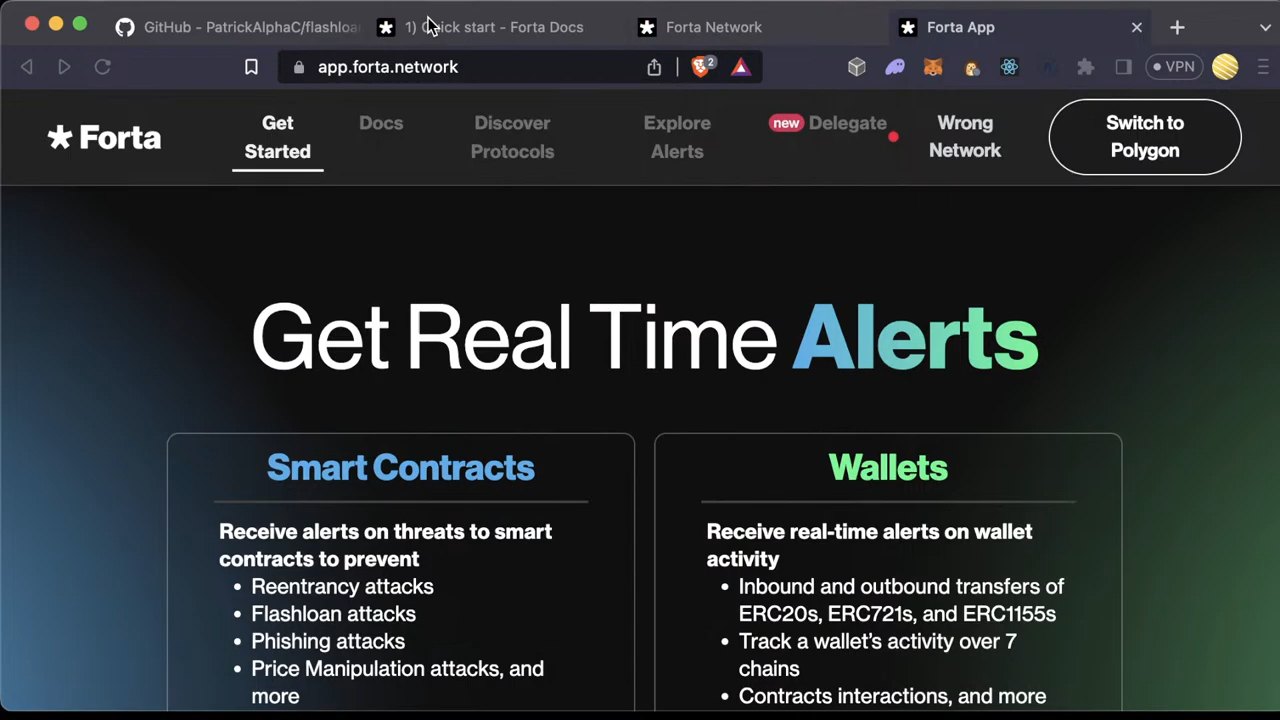 GitHub - PatrickAlphaC/flashloa
1) Quick start - Forta Docs
Forta Network
Forta App
app.forta.network
2
VPN
Forta
Get Started
Docs
Discover Protocols
Explore Alerts
new Delegate
Wrong Network
Switch to Polygon
Get Real Time Alerts
Smart Contracts
Receive alerts on threats to smart
contracts to prevent
• Reentrancy attacks
• Flashloan attacks
• Phishing attacks
• Price Manipulation attacks, and
more
Wallets
Receive real-time alerts on wallet
activity
• Inbound and outbound transfers of
ERC20s, ERC721s, and ERC1155s
• Track a wallet's activity over 7
chains
• Contracts interactions, and more